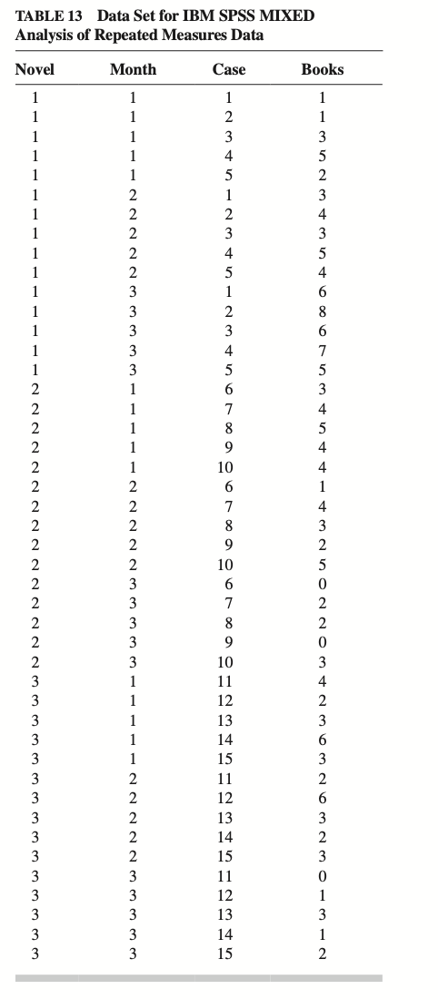 TABLE 13 Data Set for IBM SPSS MIXED
Analysis of Repeated Measures Data
Novel Month Case Books
1 1 1 1
1 1 2 1
1 1 3 3
1 1 4 5
1 1 5 2
1 2 1 3
1 2 2 4
1 2 3 3
1 2 4 5
1 2 5 4
1 3 1 6
1 3 2 8
1 3 3 6
1 3 4 7
1 3 5 5
2 1 6 3
2 1 7 4
2 1 8 5
2 1 9 4
2 1 10 4
2 2 6 1
2 2 7 4
2 2 8 3
2 2 9 2
2 2 10 5
2 3 6 0
2 3 7 2
2 3 8 2
2 3 9 0
2 3 10 3
3 1 11 4
3 1 12 2
3 1 13 3
3 1 14 6
3 1 15 3
3 2 11 2
3 2 12 6
3 2 13 3
3 2 14 2
3 2 15 3
3 3 11 0
3 3 12 1
3 3 13 3
3 3 14 1
3 3 15 2